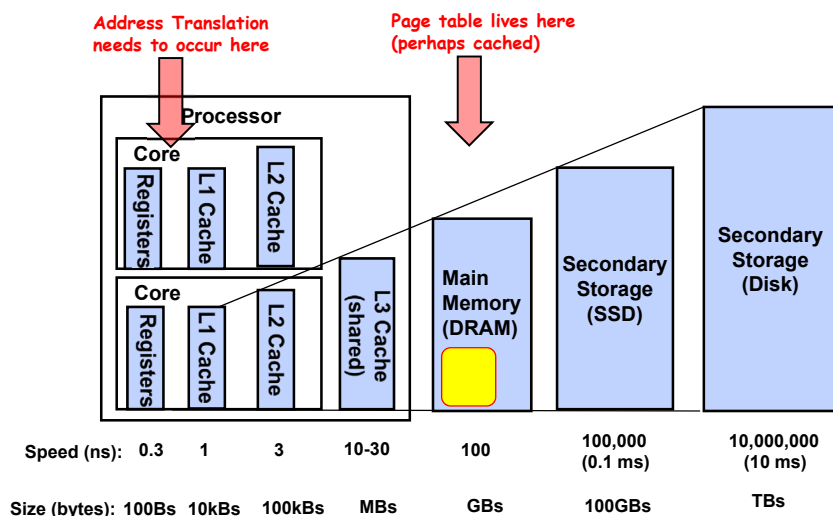 Address Translation
needs to occur here
Page table lives here
(perhaps cached)
Processor
Core
Registers
L1 Cache
L2 Cache
Core
Registers
L1 Cache
L2 Cache
L3 Cache
(shared)
Main
Memory
(DRAM)
Secondary
Storage
(SSD)
Secondary
Storage
(Disk)
Speed (ns): 0.3 1 3 10-30 100 100,000 10,000,000
(0.1 ms) (10 ms)
Size (bytes): 100Bs 10kBs 100kBs MBs GBs 100GBs TBs